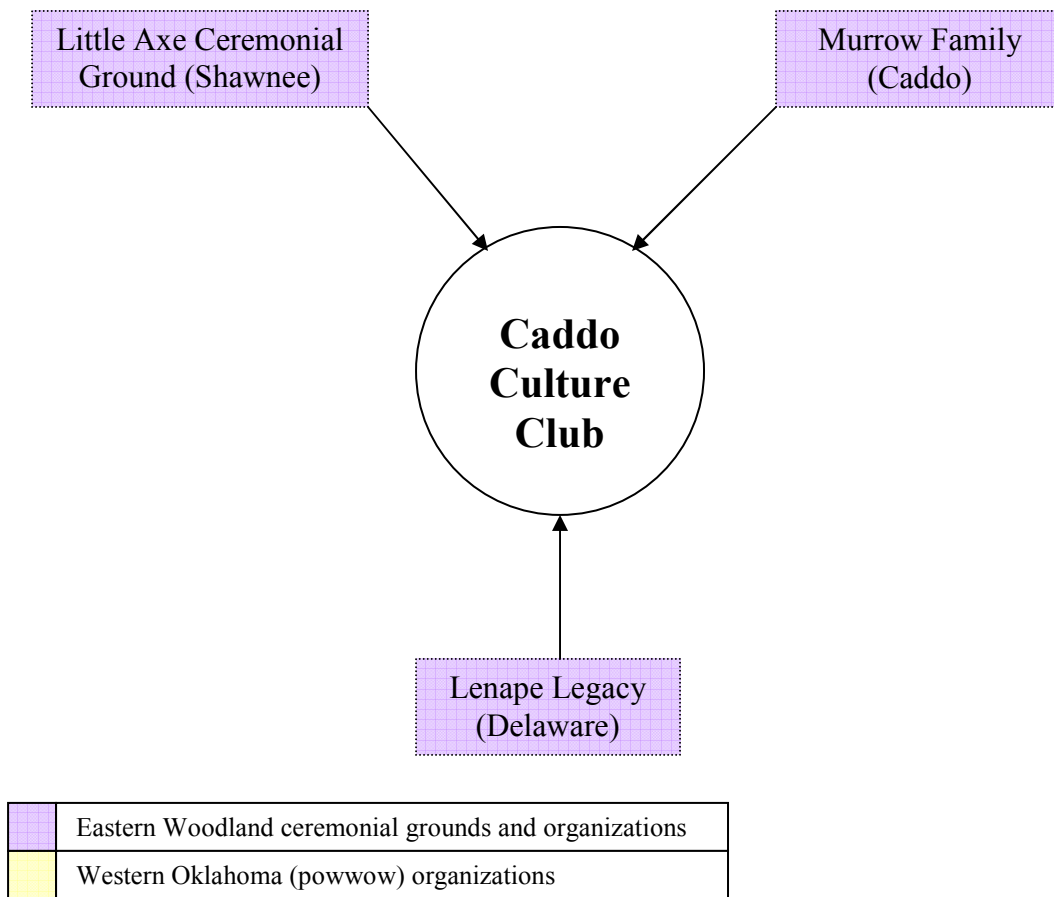 Little Axe Ceremonial
Ground (Shawnee)
Murrow Family
(Caddo)
Caddo
Culture
Club
Lenape Legacy
(Delaware)
Eastern Woodland ceremonial grounds and organizations
Western Oklahoma (powwow) organizations